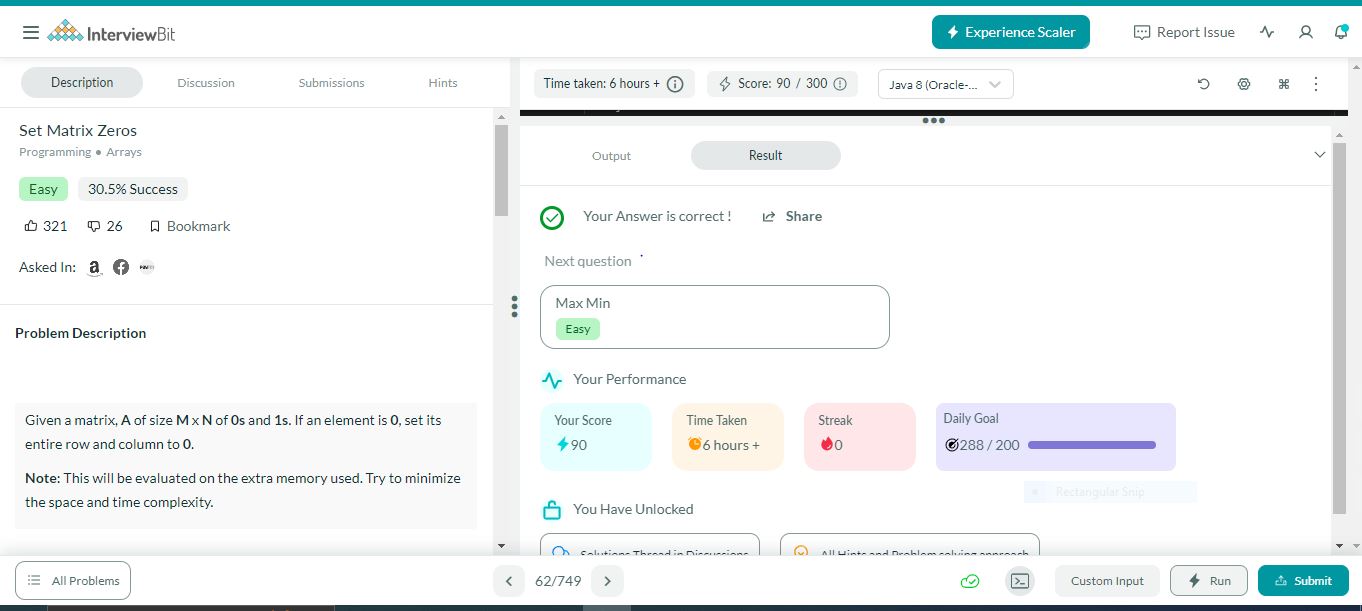 InterviewBit
Experience Scaler
Report Issue
Description
Discussion
Submissions
Hints
Time taken: 6 hours +
Score: 90 / 300
Java 8 (Oracle-...
Set Matrix Zeros
Programming • Arrays
Easy
30.5% Success
321
26
Bookmark
Asked In:
a
Problem Description
Given a matrix, A of size M x N of 0s and 1s. If an element is 0, set its
entire row and column to 0.
Note: This will be evaluated on the extra memory used. Try to minimize
the space and time complexity.
Output
Result
Your Answer is correct !
Share
Next question
Max Min
Easy
Your Performance
Your Score
90
Time Taken
6 hours +
Streak
0
Daily Goal
288 / 200
Rectangular Snip
You Have Unlocked
Solutions Thread in Discussions
All Hints and Problem solving approach
All Problems
62/749
Custom Input
Run
Submit